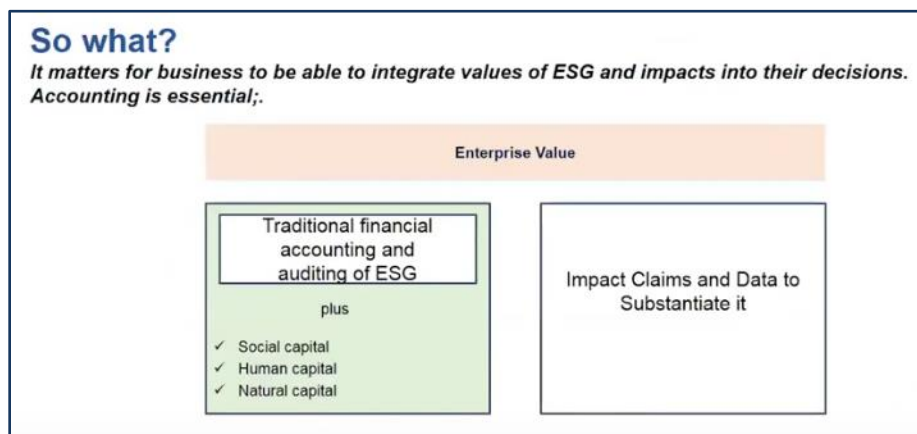 So what?
It matters for business to be able to integrate values of ESG and impacts into their decisions.
Accounting is essential;.
Enterprise Value
Traditional financial
accounting and
auditing of ESG
plus
✓ Social capital
✓ Human capital
✓ Natural capital
Impact Claims and Data to
Substantiate it